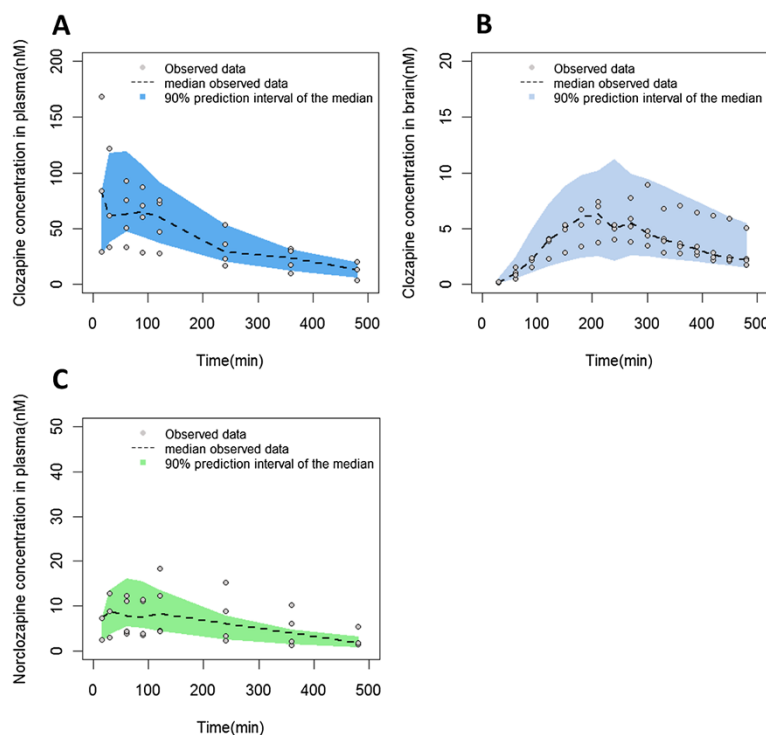 A
Clozapine concentration in plasma(nM)
200
150
100
50
0
Observed data
median observed data
90% prediction interval of the median
0 100 200 300 400 500
Time(min)
B
Clozapine concentration in brain(nM)
20
15
10
5
0
Observed data
median observed data
90% prediction interval of the median
0 100 200 300 400 500
Time(min)
C
Norclozapine concentration in plasma(nM)
50
40
30
20
10
0
Observed data
median observed data
90% prediction interval of the median
0 100 200 300 400 500
Time(min)